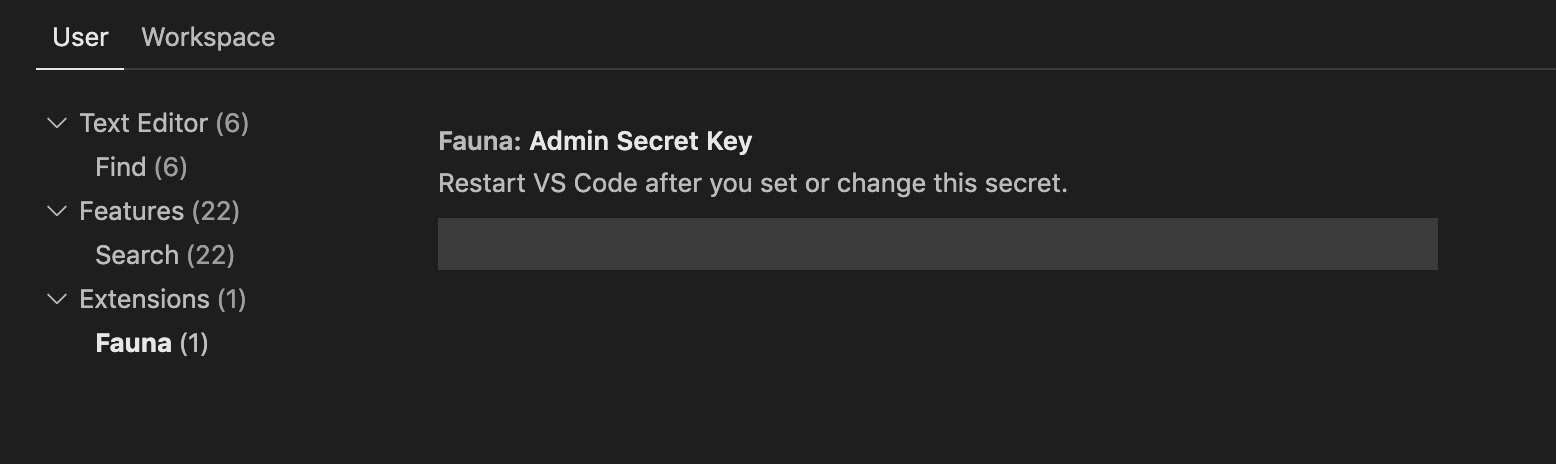 User Workspace
Text Editor (6)
Find (6)
Features (22)
Search (22)
Extensions (1)
Fauna (1)
Fauna: Admin Secret Key
Restart VS Code after you set or change this secret.